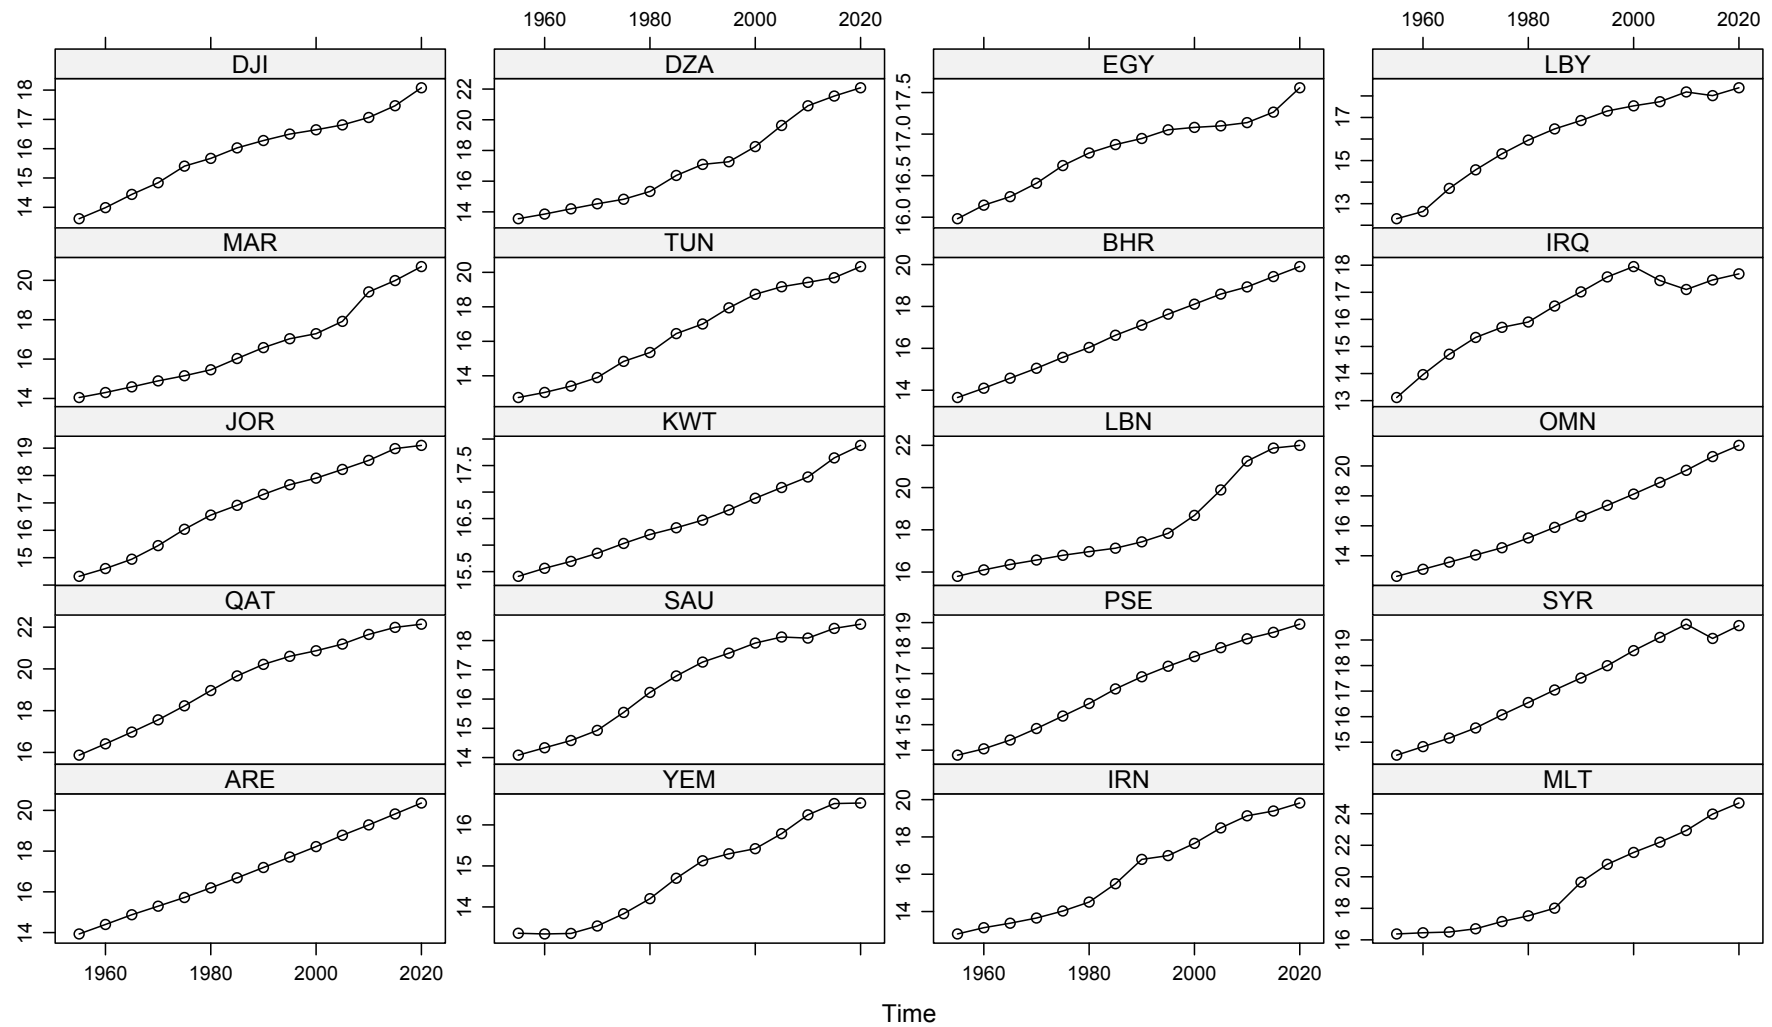 1960 1980 2000 2020 1960 1980 2000 2020
DJI DZA EGY LBY
14 15 16 17 18 14 16 18 20 22 16.0 16.5 17.0 17.5 13 15 17
MAR TUN BHR IRQ
14 16 18 20 14 16 18 20 14 16 18 20 13 14 15 16 17 18
JOR KWT LBN OMN
15 16 17 18 19 15.5 16.5 17.5 16 18 20 22 14 16 18 20
QAT SAU PSE SYR
16 18 20 22 14 15 16 17 18 14 15 16 17 18 19 15 16 17 18 19
ARE YEM IRN MLT
14 16 18 20 14 15 16 14 16 18 20 16 18 20 22 24
1960 1980 2000 2020 1960 1980 2000 2020
Time